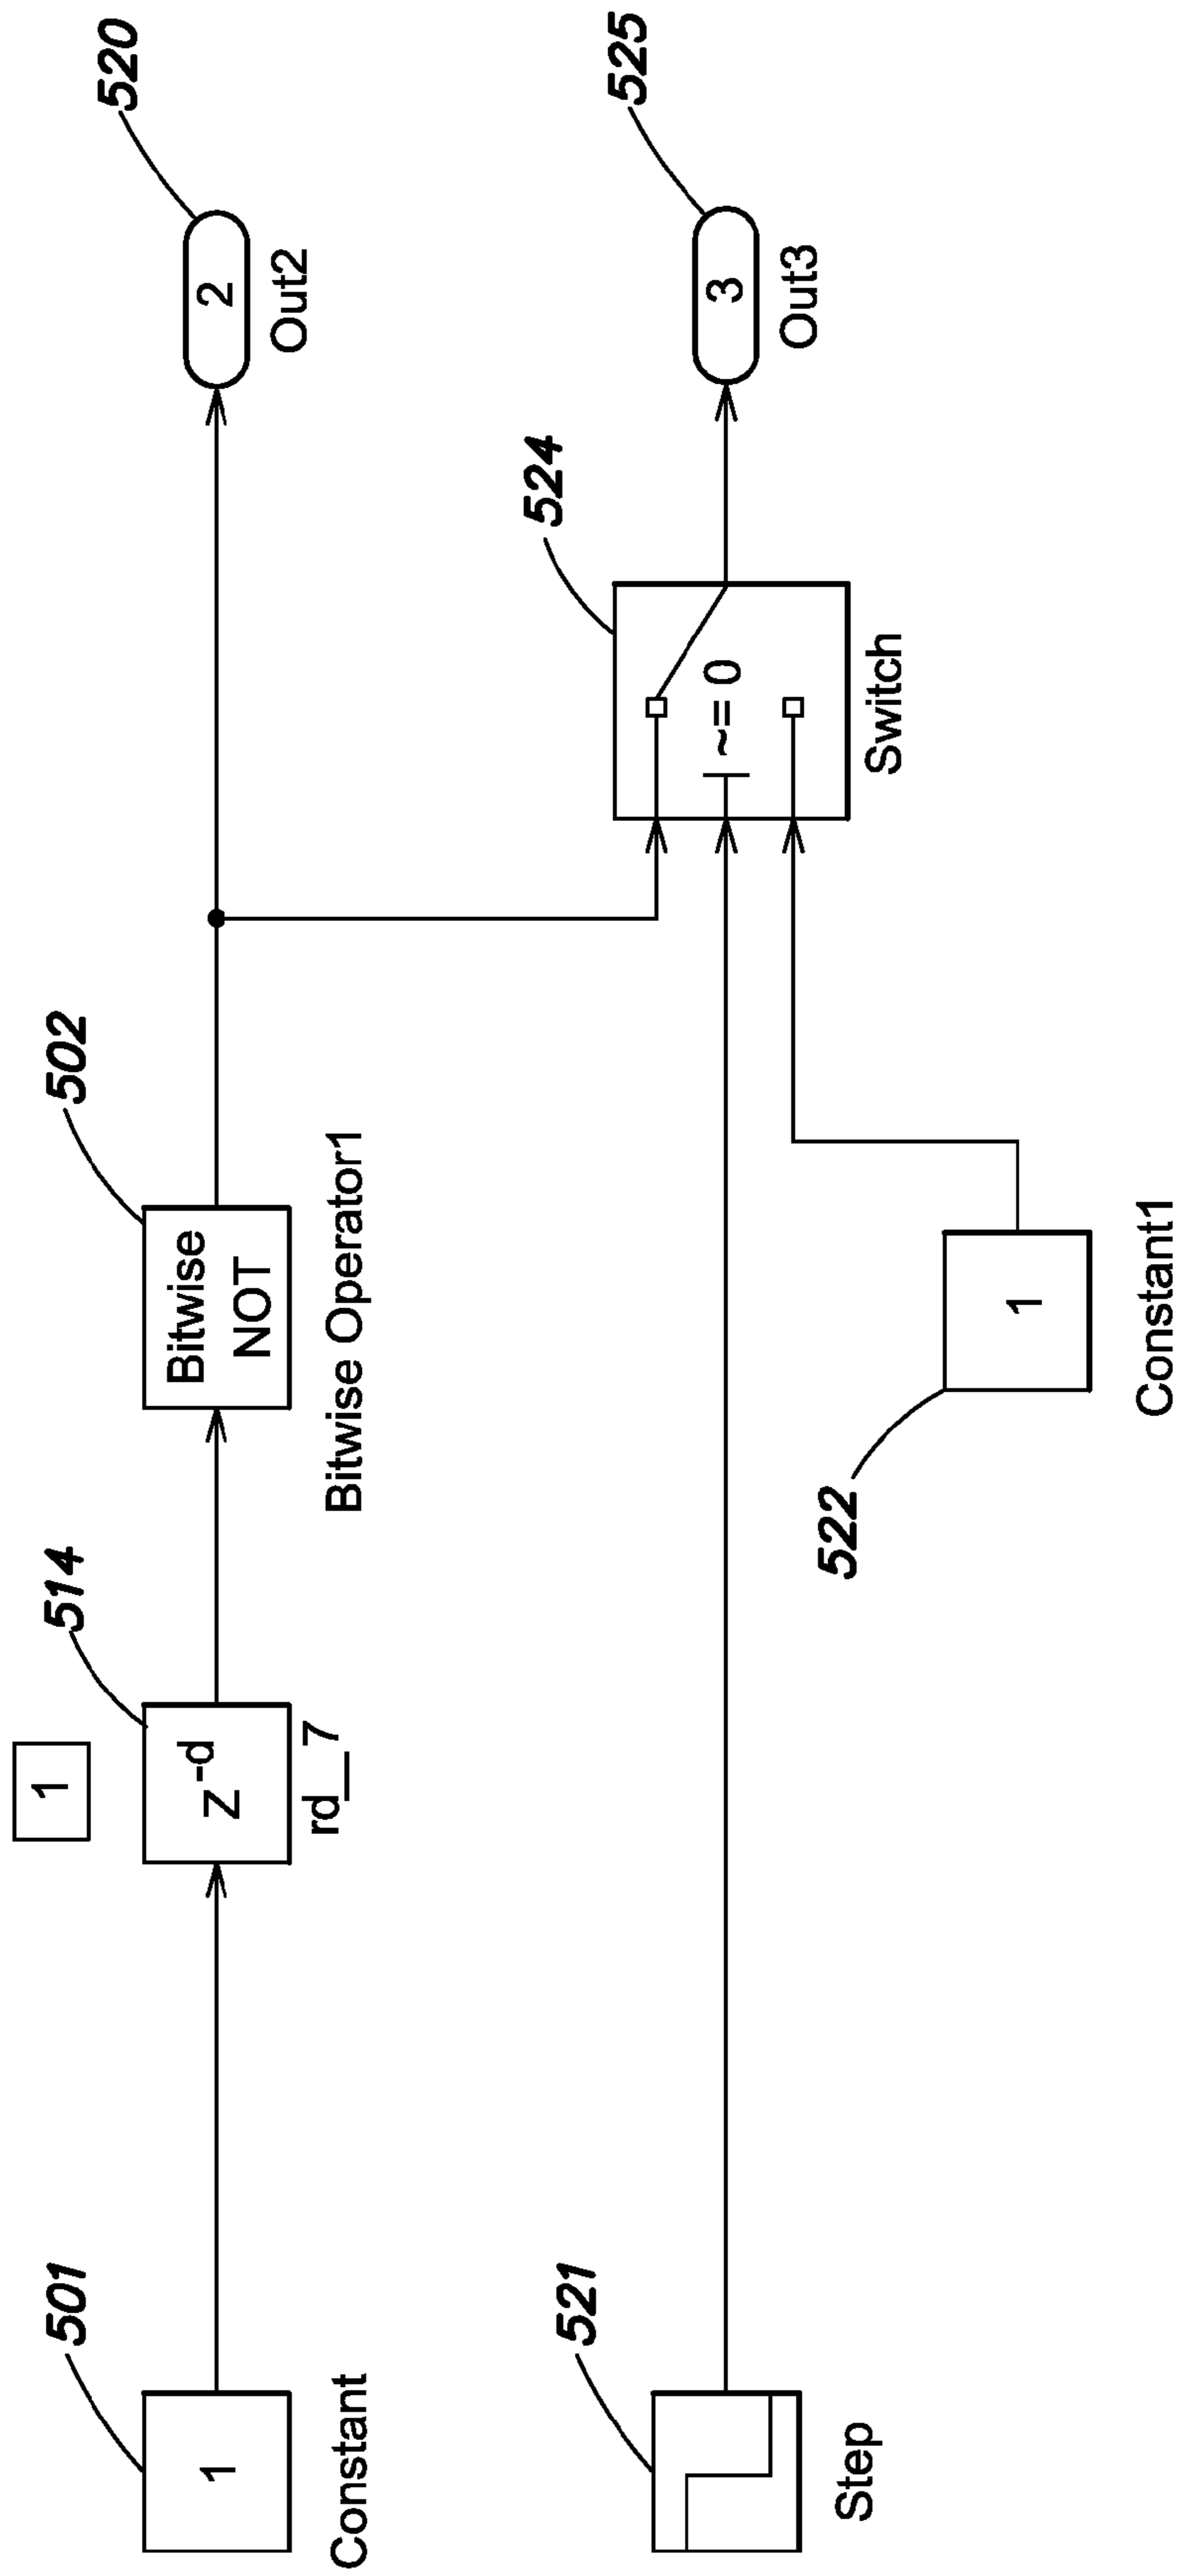 501
1
Constant
1
514
Z⁻ᵈ
rd__7
502
Bitwise
NOT
Bitwise Operator1
520
2
Out2
521
Step
522
1
Constant1
524
~= 0
Switch
525
3
Out3